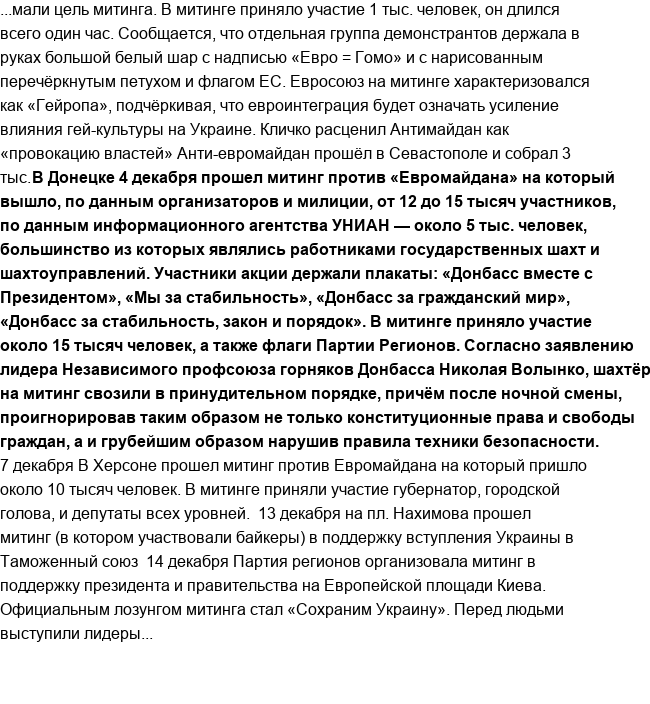 ...мали цель митинга. В митинге приняло участие 1 тыс. человек, он длился
всего один час. Сообщается, что отдельная группа демонстрантов держала в
руках большой белый шар с надписью «Евро = Гомо» и с нарисованным
перечёркнутым петухом и флагом ЕС. Евросоюз на митинге характеризовался
как «Гейропа», подчёркивая, что евроинтеграция будет означать усиление
влияния гей-культуры на Украине. Кличко расценил Антимайдан как
«провокацию властей» Анти-евромайдан прошёл в Севастополе и собрал 3
тыс.В Донецке 4 декабря прошел митинг против «Евромайдана» на который
вышло, по данным организаторов и милиции, от 12 до 15 тысяч участников,
по данным информационного агентства УНИАН — около 5 тыс. человек,
большинство из которых являлись работниками государственных шахт и
шахтоуправлений. Участники акции держали плакаты: «Донбасс вместе с
Президентом», «Мы за стабильность», «Донбасс за гражданский мир»,
«Донбасс за стабильность, закон и порядок». В митинге приняло участие
около 15 тысяч человек, а также флаги Партии Регионов. Согласно заявлению
лидера Независимого профсоюза горняков Донбасса Николая Волынко, шахтёр
на митинг свозили в принудительном порядке, причём после ночной смены,
проигнорировав таким образом не только конституционные права и свободы
граждан, а и грубейшим образом нарушив правила техники безопасности.
7 декабря В Херсоне прошел митинг против Евромайдана на который пришло
около 10 тысяч человек. В митинге приняли участие губернатор, городской
голова, и депутаты всех уровней.  13 декабря на пл. Нахимова прошел
митинг (в котором участвовали байкеры) в поддержку вступления Украины в
Таможенный союз  14 декабря Партия регионов организовала митинг в
поддержку президента и правительства на Европейской площади Киева.
Официальным лозунгом митинга стал «Сохраним Украину». Перед людьми
выступили лидеры...